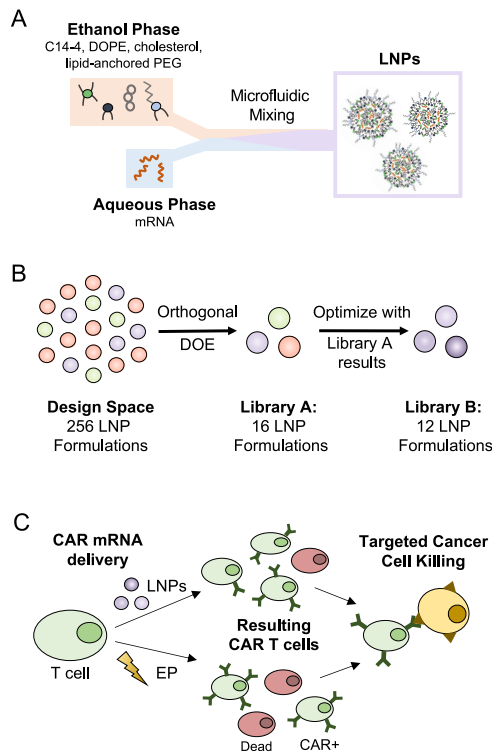 A
Ethanol Phase
C14-4, DOPE, cholesterol,
lipid-anchored PEG
LNPs
Microfluidic
Mixing
Aqueous Phase
mRNA
B
Orthogonal
DOE
Optimize with
Library A
results
Design Space
256 LNP
Formulations
Library A:
16 LNP
Formulations
Library B:
12 LNP
Formulations
C
CAR mRNA
delivery
LNPs
T cell
EP
Resulting
CAR T cells
Dead
CAR+
Targeted Cancer
Cell Killing